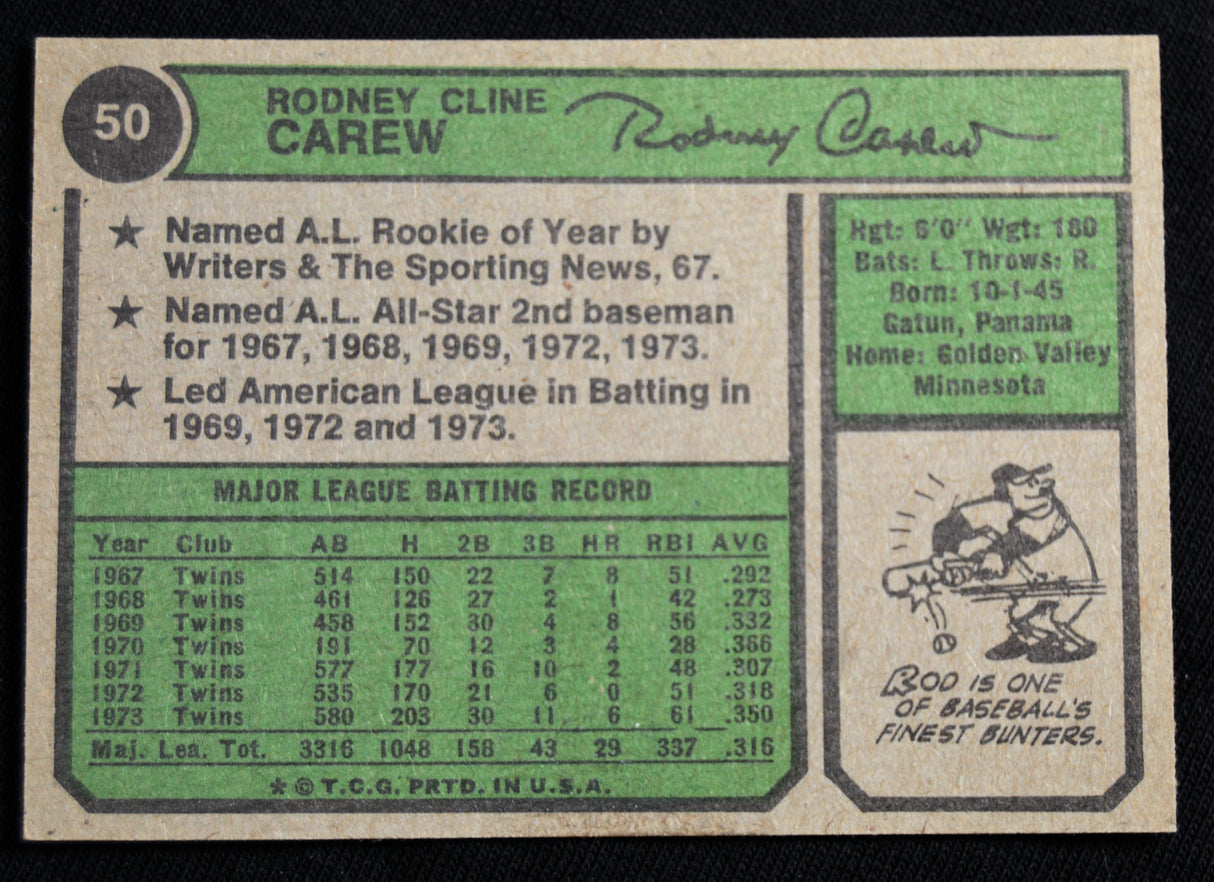 50
RODNEY CLINE
CAREW
Rodney Carew
★ Named A.L. Rookie of Year by
Writers & The Sporting News, 67.
★ Named A.L. All-Star 2nd baseman
for 1967, 1968, 1969, 1972, 1973.
★ Led American League in Batting in
1969, 1972 and 1973.
Hgt: 6'0" Wgt: 180
Bats: L. Throws: R.
Born: 10-1-45
Gatun, Panama
Home: Golden Valley
Minnesota
MAJOR LEAGUE BATTING RECORD
Year Club AB H 2B 3B HR RBI AVG
1967 Twins 514 150 22 7 8 51 .292
1968 Twins 461 126 27 2 1 42 .273
1969 Twins 458 152 30 4 8 56 .332
1970 Twins 191 70 12 3 4 28 .366
1971 Twins 577 177 16 10 2 48 .307
1972 Twins 535 170 21 6 0 51 .318
1973 Twins 580 203 30 11 6 61 .350
Maj. Lea. Tot. 3316 1048 158 43 29 337 .316
* © T.C.G. PRTD. IN U.S.A.
ROD IS ONE
OF BASEBALL'S
FINEST BUNTERS.